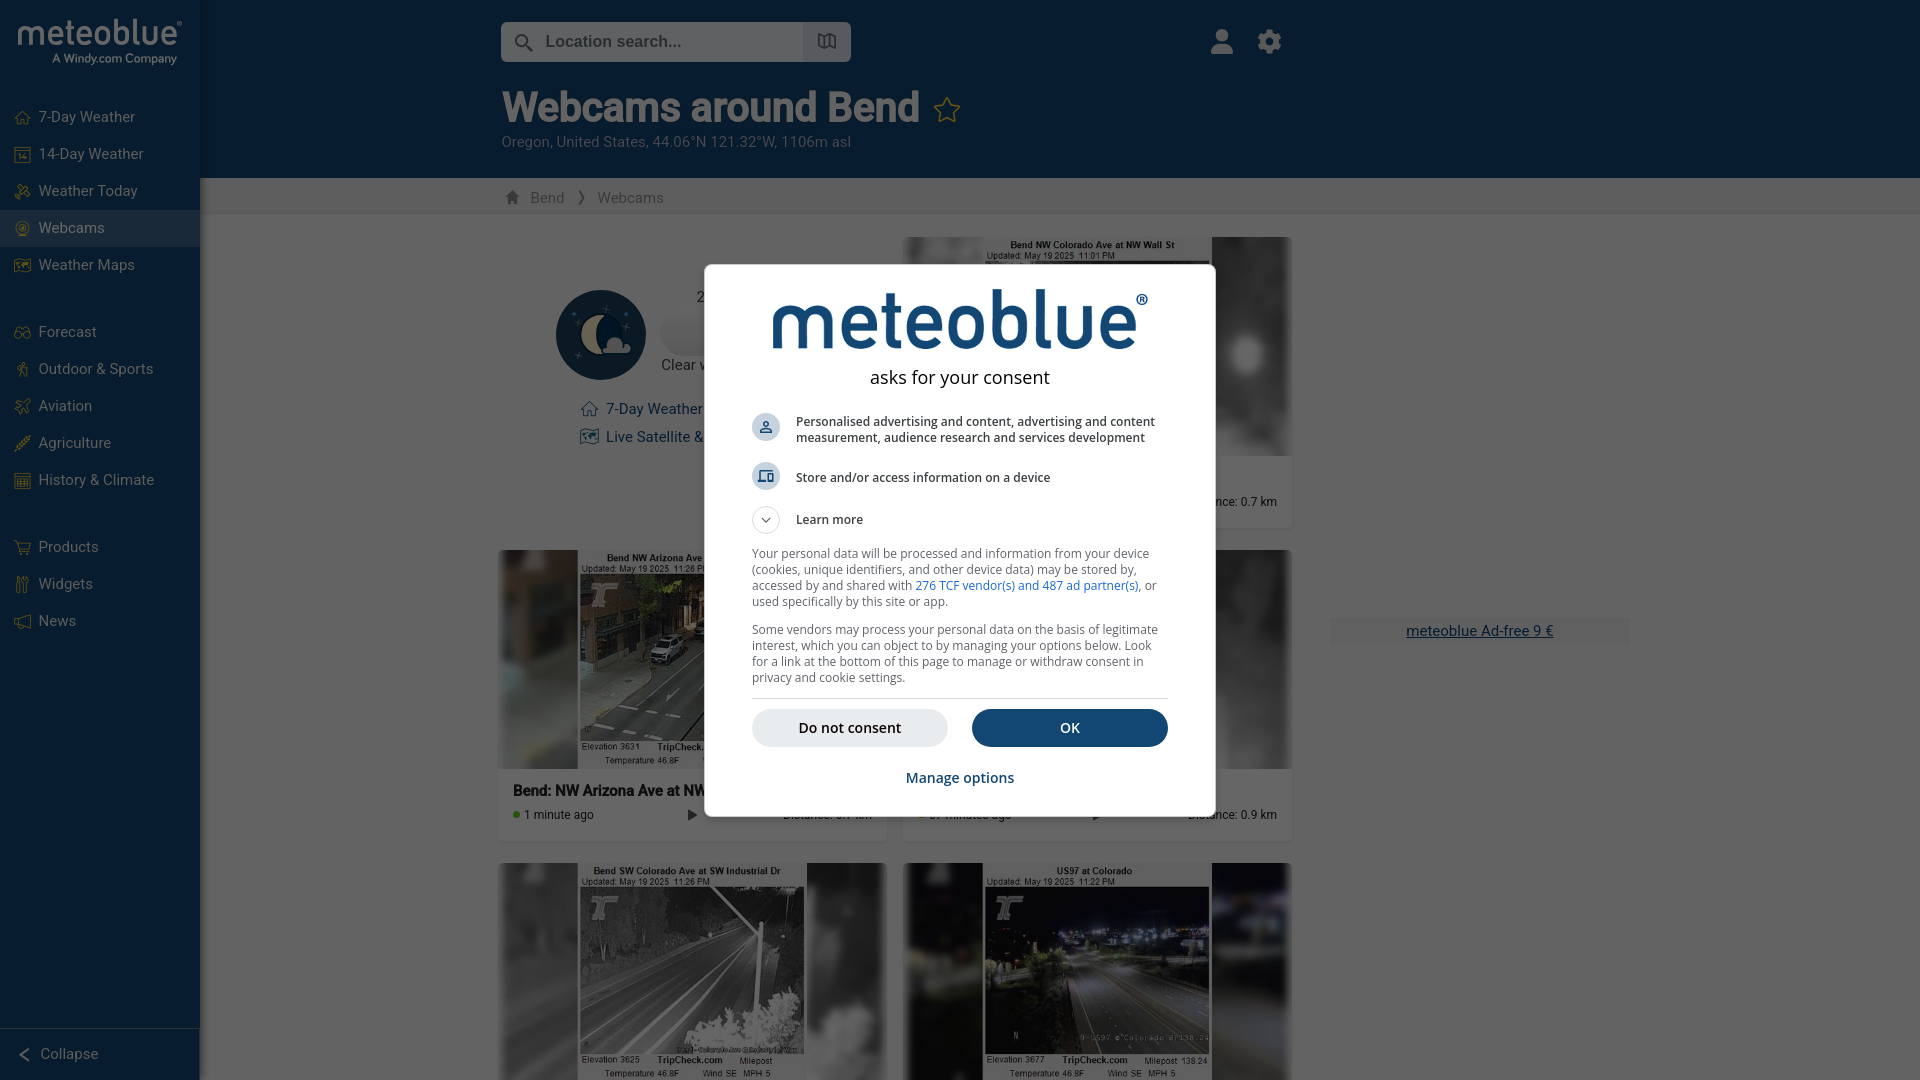 meteoblue®
A Windy.com Company
7-Day Weather
14-Day Weather
Weather Today
Webcams
Weather Maps
Forecast
Outdoor & Sports
Aviation
Agriculture
History & Climate
Products
Widgets
News
Collapse
Location search...
Webcams around Bend
Oregon, United States, 44.06°N 121.32°W, 1106m asl
Bend
Webcams
2
Clear
7-Day Weather
Live Satellite &
Bend NW Colorado Ave at NW Wall St
Updated: May 19 2025 11:01 PM
nce: 0.7 km
meteoblue®
asks for your consent
Personalised advertising and content, advertising and content
measurement, audience research and services development
Store and/or access information on a device
Learn more
Your personal data will be processed and information from your device
(cookies, unique identifiers, and other device data) may be stored by,
accessed by and shared with 276 TCF vendor(s) and 487 ad partner(s), or
used specifically by this site or app.
Some vendors may process your personal data on the basis of legitimate
interest, which you can object to by managing your options below. Look
for a link at the bottom of this page to manage or withdraw consent in
privacy and cookie settings.
Do not consent
OK
Manage options
Bend NW Arizona Ave
Updated: May 19 2025 11:26 P
Elevation 3631 TripCheck.
Temperature 46.8F
Bend: NW Arizona Ave at NW
1 minute ago
Distance: 0.9 km
meteoblue Ad-free 9 €
Bend SW Colorado Ave at SW Industrial Dr
Updated: May 19 2025 11:26 PM
Elevation 3625 TripCheck.com Milepost
Temperature 46.8F Wind SE MPH 5
US97 at Colorado
Updated: May 19 2025 11:22 PM
N
Elevation 3677 TripCheck.com Milepost 138.24
Temperature 46.8F Wind SE MPH 5